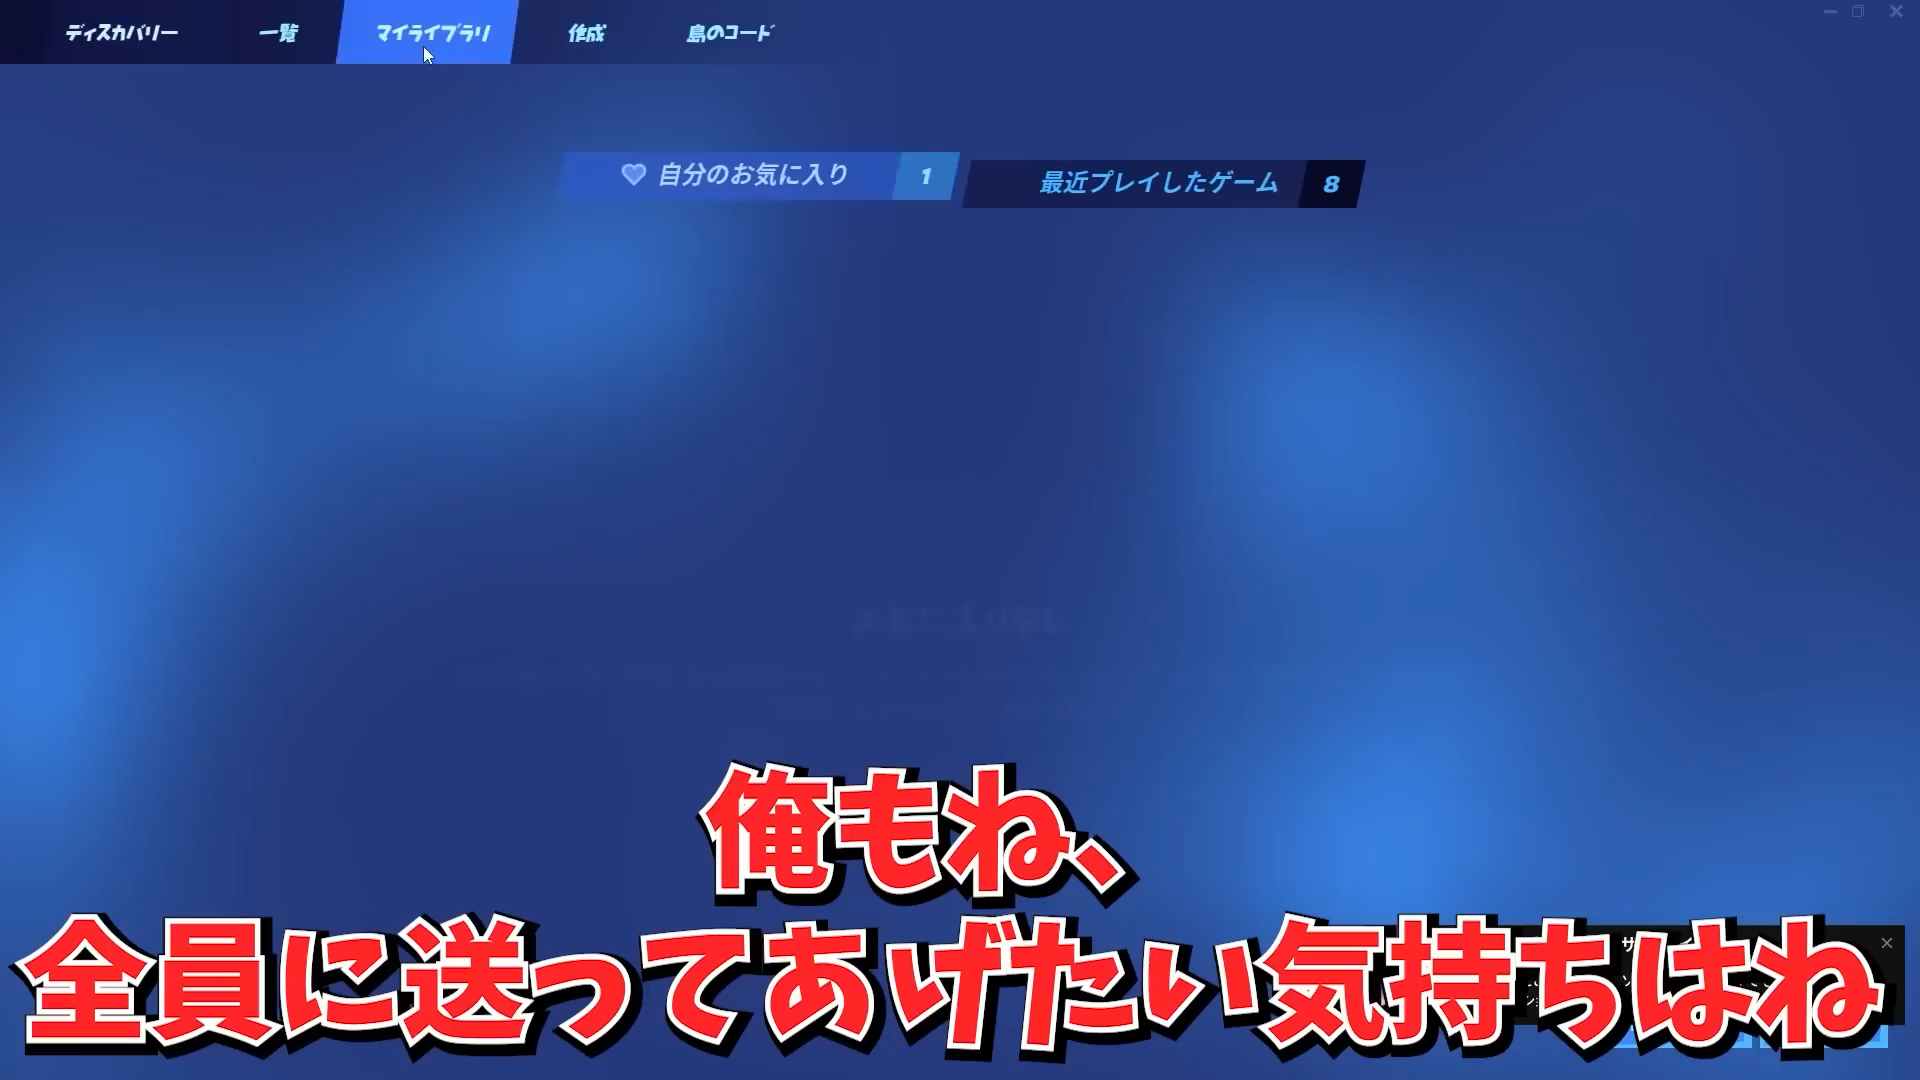 ディスカバリー
一覧
マイライブラリ
作成
島のコード
自分のお気に入り 1
最近プレイしたゲーム 8
俺もね、
全員に送ってあげたい気持ちはね